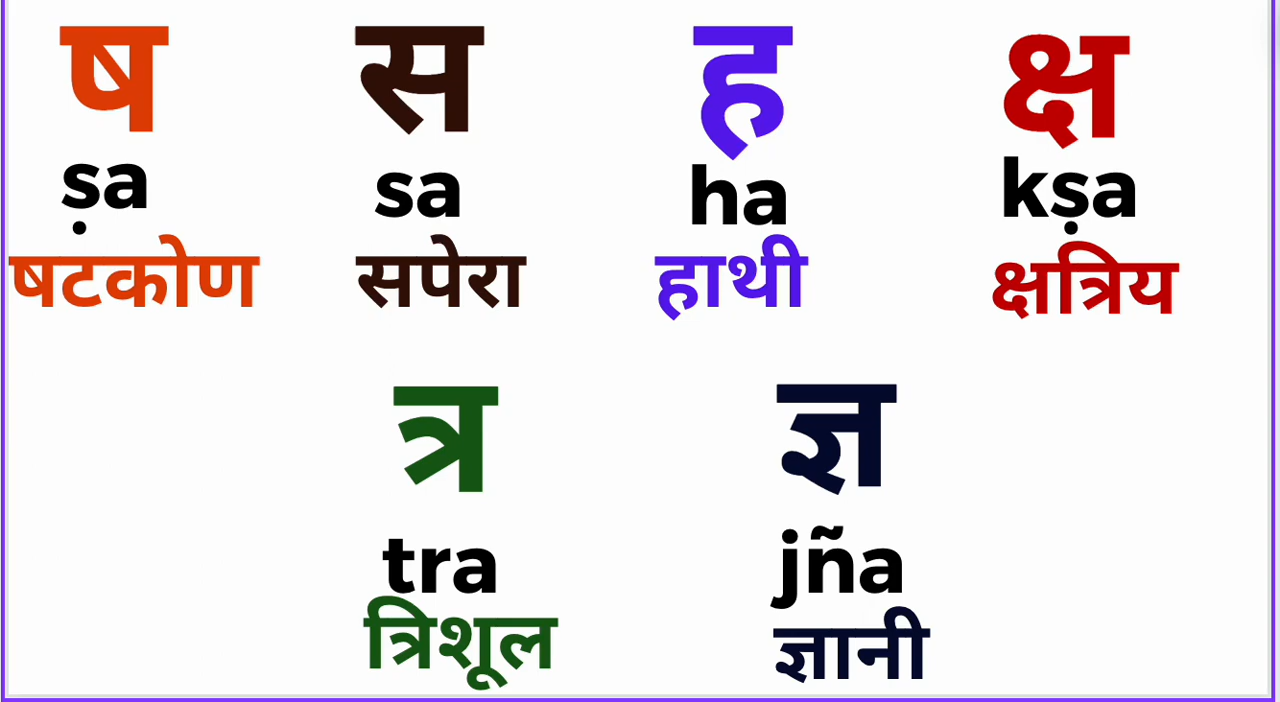 ष स ह क्ष
ṣa sa ha kṣa
षटकोण सपेरा हाथी क्षत्रिय
त्र ज्ञ
tra jña
त्रिशूल ज्ञानी